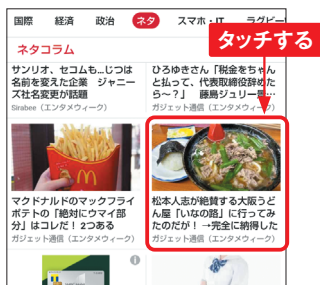 国際 経済 政治 ネタ スマホ・IT ラグビー
タッチする
ネタコラム
サンリオ、セコムも…じつは
名前を変えた企業 ジャニー
ズ社名変更が話題
Sirabee（エンタメウィーク）
ひろゆきさん「税金をちゃん
と払って、代表取締役辞めた
ら～？」 藤島ジュリー景…
ガジェット通信（エンタメウィーク）
マクドナルドのマックフライ
ポテトの「絶対にウマイ部
分」はコレだ！ 2つある
ガジェット通信（エンタメウィーク）
松本人志が絶賛する大阪うど
ん屋「いなの路」に行ってみ
たのだが！ →完全に納得した
ガジェット通信（エンタメウィーク）